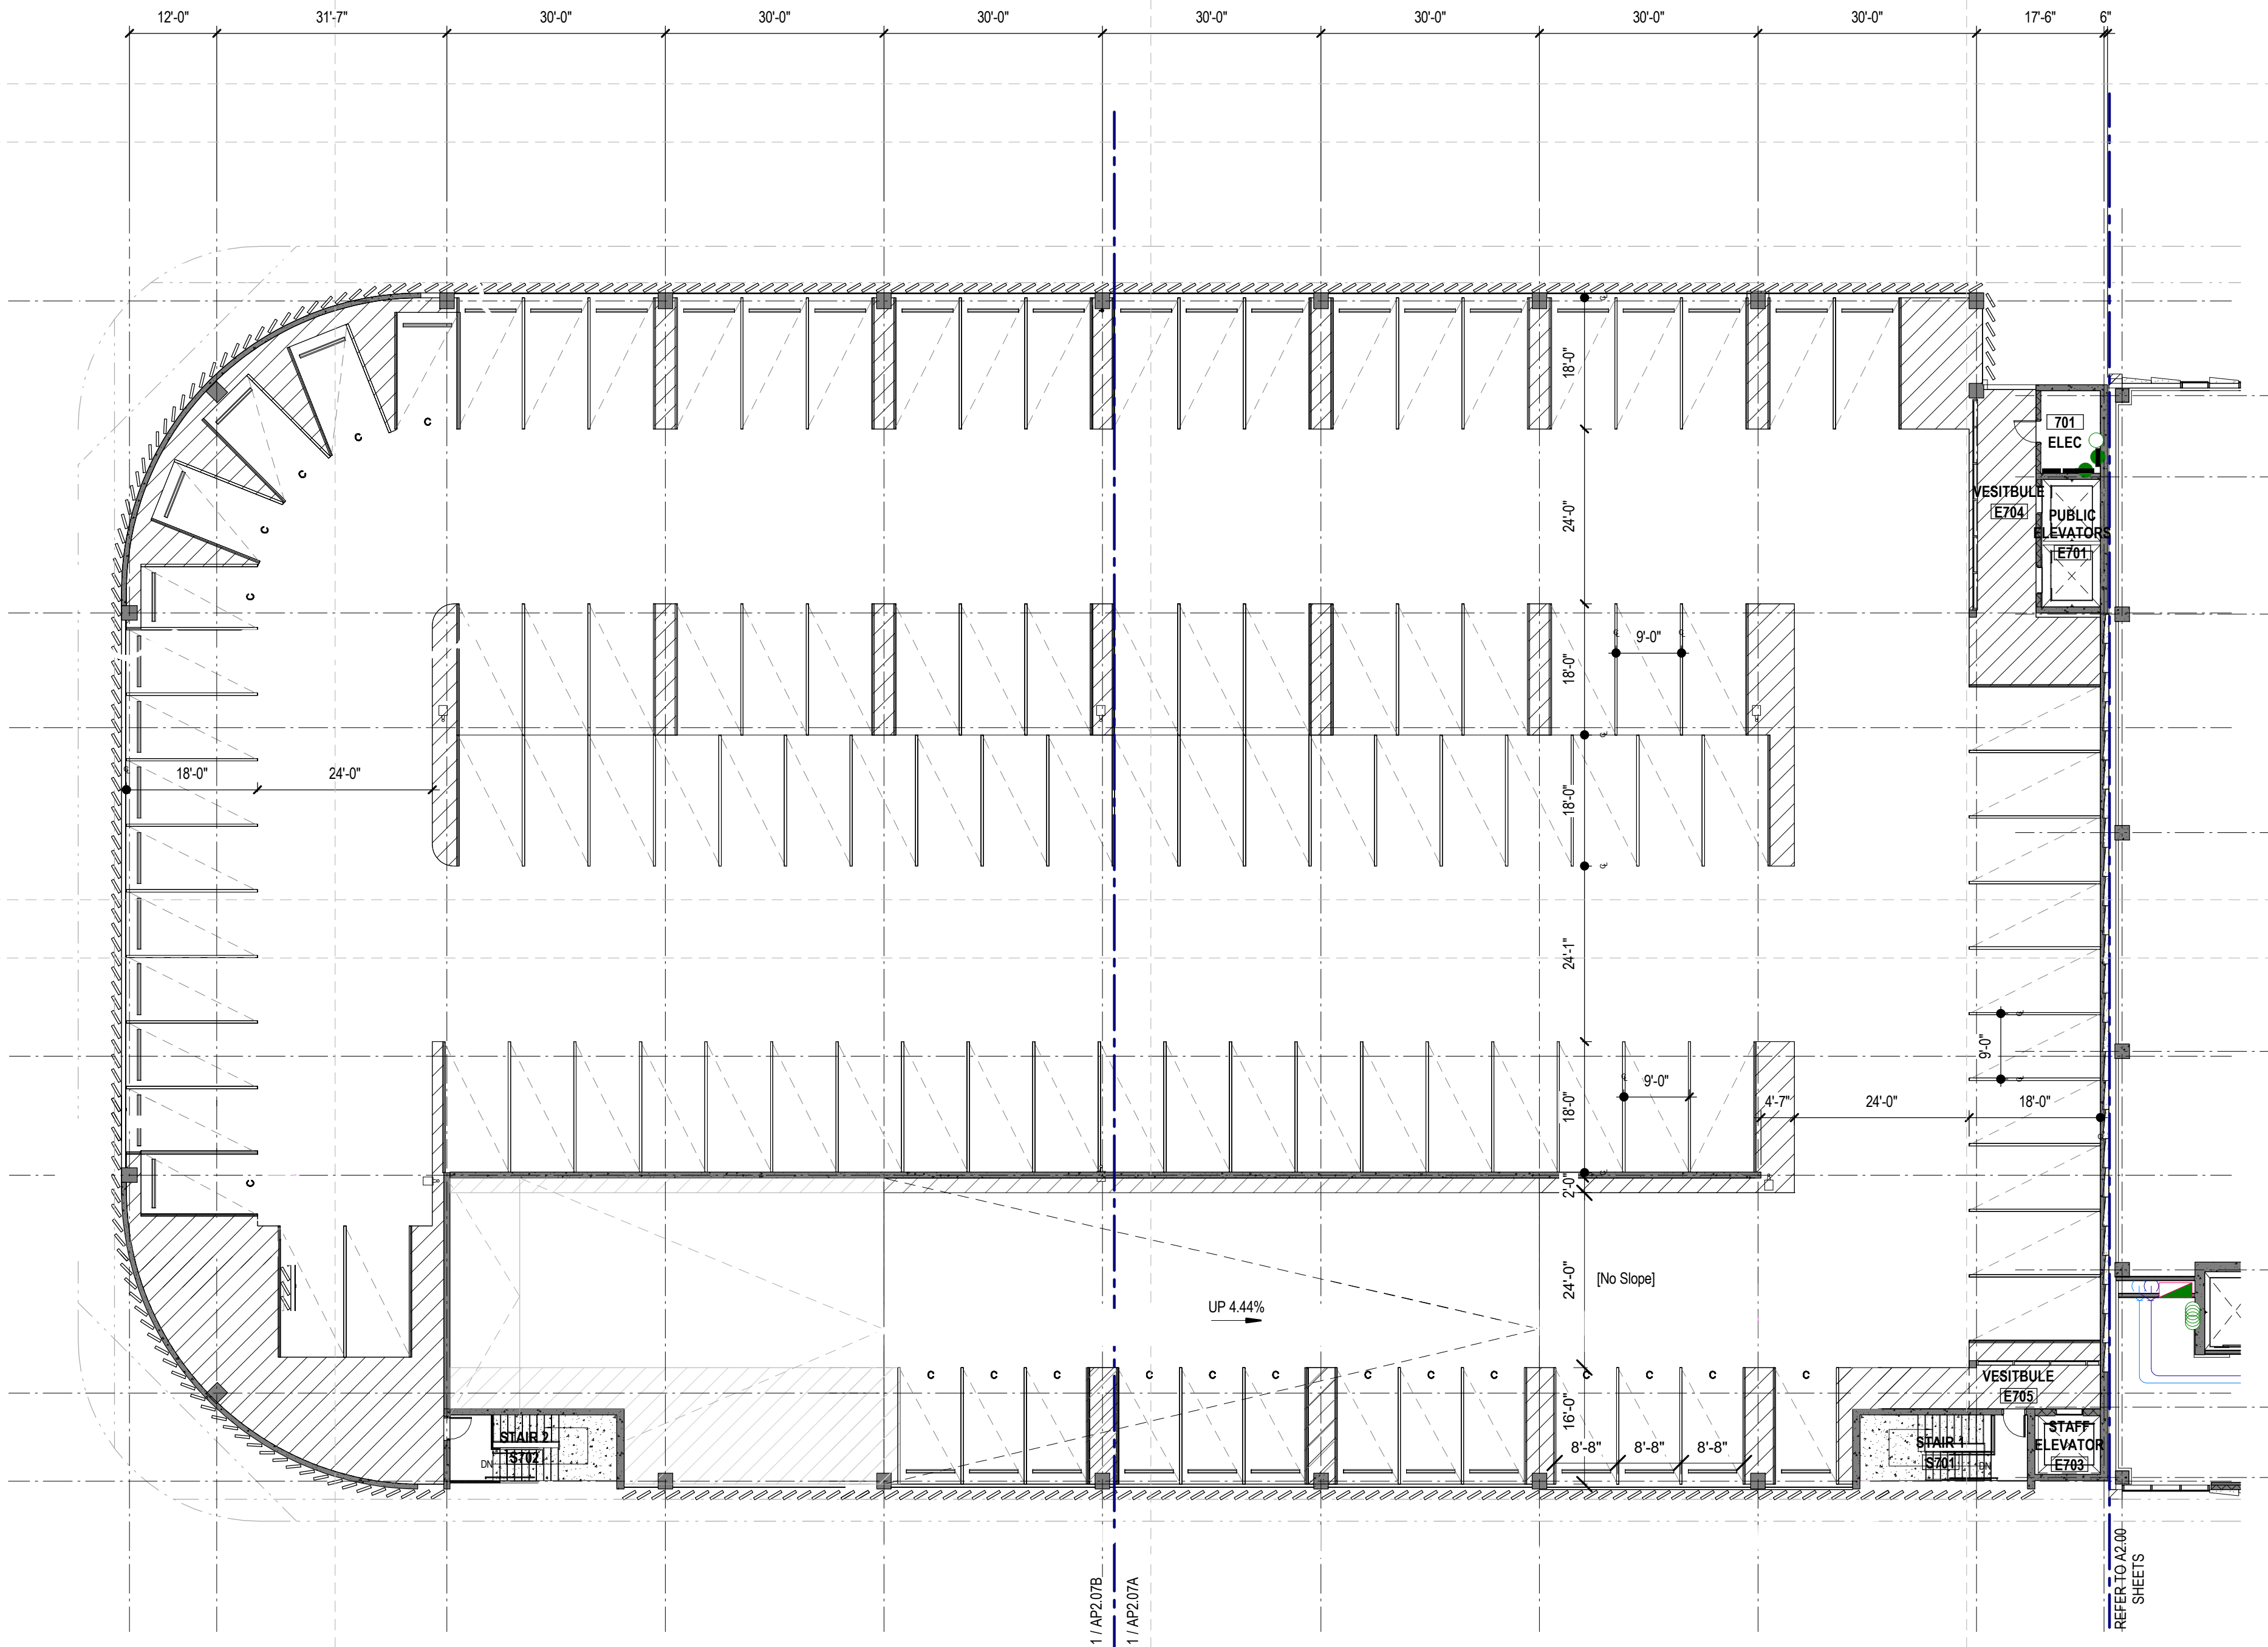 12'-0"
31'-7"
30'-0"
30'-0"
30'-0"
30'-0"
30'-0"
30'-0"
30'-0"
17'-6"
6"
18'-0"
C
C
C
C
C
701
ELEC
24'-0"
VESITBULE
E704
PUBLIC
ELEVATORS
E701
9'-0"
18'-0"
18'-0"
24'-0"
18'-0"
24'-1"
9'-0"
9'-0"
18'-0"
4'-7"
24'-0"
18'-0"
C
2'-0"
24'-0"
[No Slope]
UP 4.44%
C
C
C
C
C
C
C
C
C
C
C
C
C
VESITBULE
E705
16'-0"
8'-8"
8'-8"
8'-8"
STAIR 2
S702
DN
STAIR 1
S701
DN
STAFF
ELEVATOR
E703
1 / AP2.07B
1 / AP2.07A
REFER TO A2.00
SHEETS